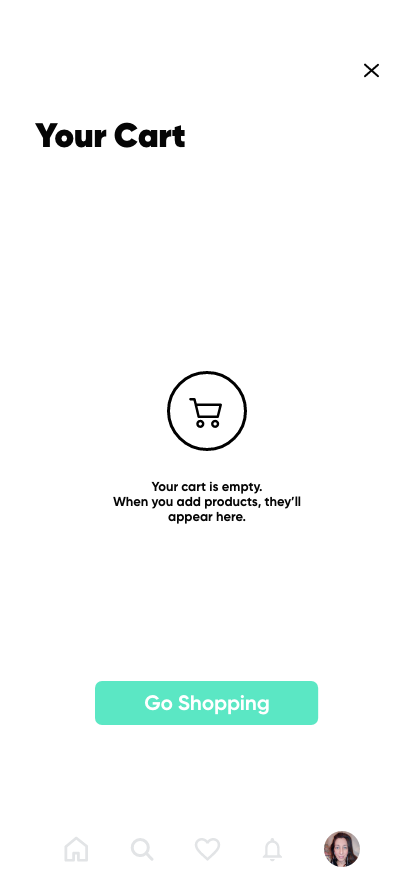 Your Cart
Your cart is empty.
When you add products, they’ll
appear here.
Go Shopping